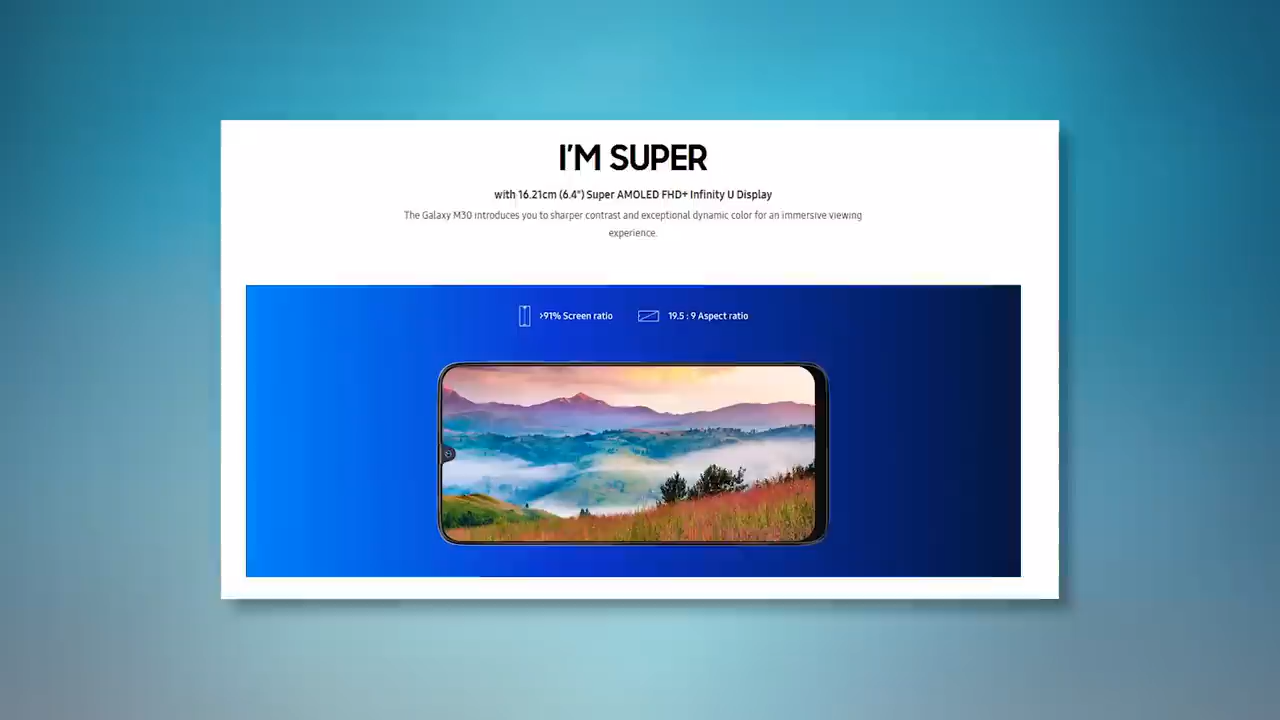 I'M SUPER
with 16.21cm (6.4") Super AMOLED FHD+ Infinity U Display
The Galaxy M30 introduces you to sharper contrast and exceptional dynamic color for an immersive viewing
experience.
>91% Screen ratio
19.5 : 9 Aspect ratio